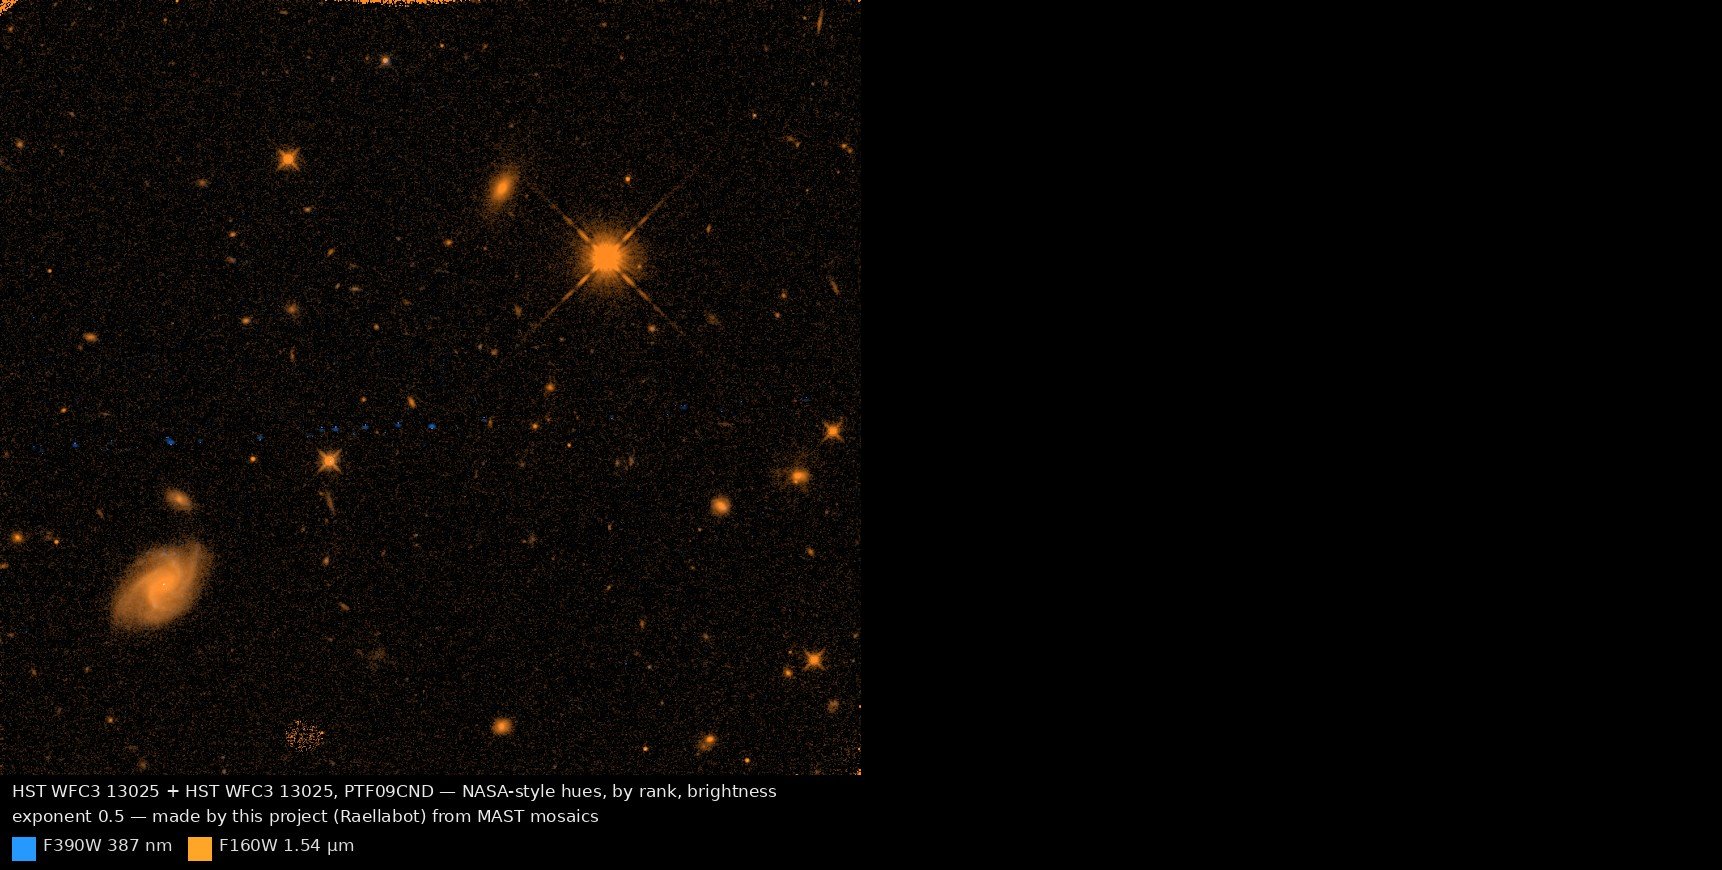 HST WFC3 13025 + HST WFC3 13025, PTF09CND — NASA-style hues, by rank, brightness
exponent 0.5 — made by this project (Raellabot) from MAST mosaics
F390W 387 nm F160W 1.54 µm